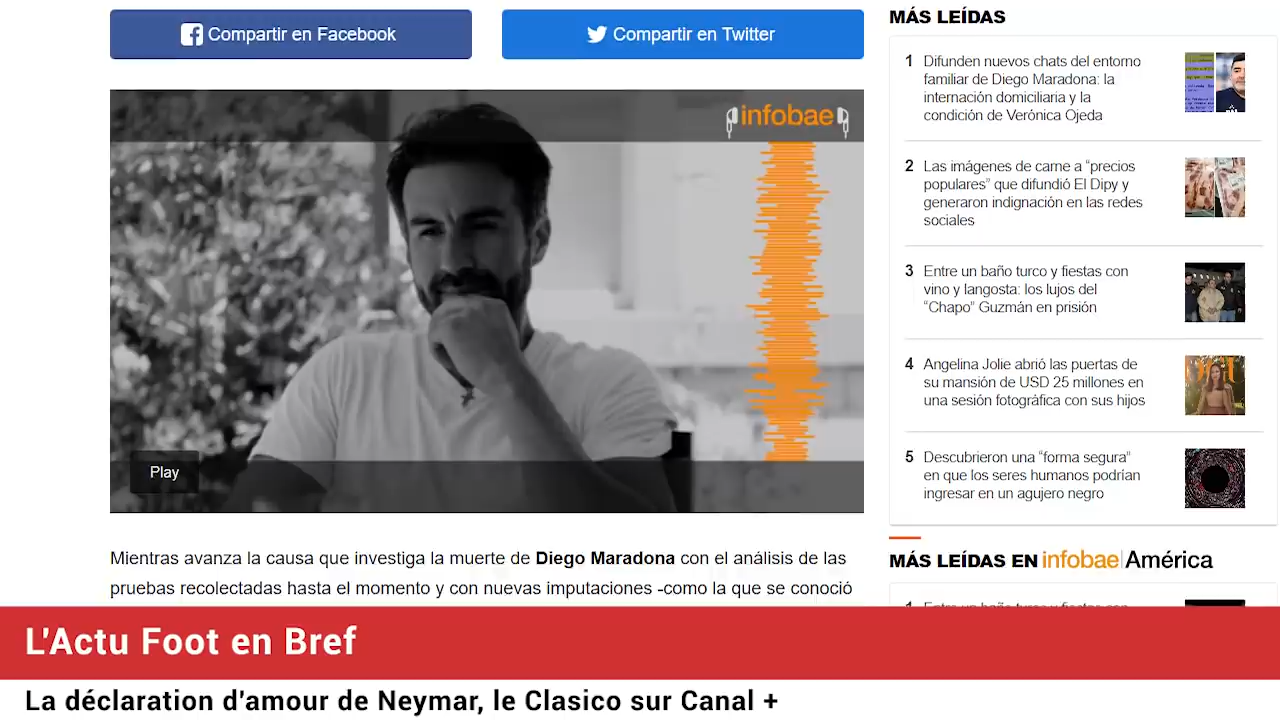 Compartir en Facebook
Compartir en Twitter
infobae
Play
Mientras avanza la causa que investiga la muerte de Diego Maradona con el análisis de las
pruebas recolectadas hasta el momento y con nuevas imputaciones -como la que se conoció
MÁS LEÍDAS
1 Difunden nuevos chats del entorno
familiar de Diego Maradona: la
internación domiciliaria y la
condición de Verónica Ojeda
2 Las imágenes de carne a “precios
populares” que difundió El Dipy y
generaron indignación en las redes
sociales
3 Entre un baño turco y fiestas con
vino y langosta: los lujos del
“Chapo” Guzmán en prisión
4 Angelina Jolie abrió las puertas de
su mansión de USD 25 millones en
una sesión fotográfica con sus hijos
5 Descubrieron una “forma segura”
en que los seres humanos podrían
ingresar en un agujero negro
MÁS LEÍDAS EN infobae América
1 Entre un baño turco y fiestas con
L'Actu Foot en Bref
La déclaration d'amour de Neymar, le Clasico sur Canal +